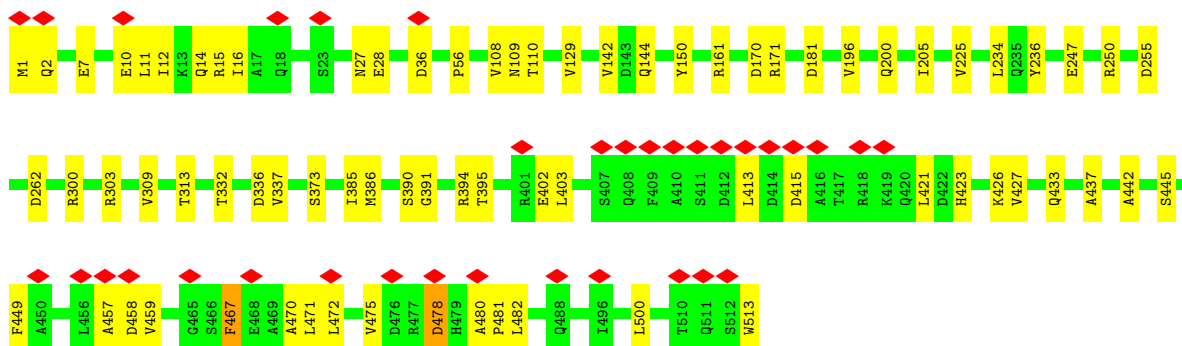 M1 Q2 E7 E10 L11 I12 K13 Q14 R15 I16 A17 Q18 S23 N27 E28 D36 P56 V108 N109 T110 V129 V142 D143 Q144 Y150 R161 D170 R171 D181 V196 Q200 I205 V225 L234 Q235 Y236 E247 R250 D255
D262 R300 R303 V309 T313 T332 D336 V337 S373 I385 M386 S390 G391 R394 T395 R401 E402 L403 S407 Q408 F409 A410 S411 D412 L413 D414 D415 A416 T417 R418 K419 Q420 L421 D422 H423 K426 V427 Q433 A437 A442 S445
F449 A450 L456 A457 D458 V459 G465 S466 F467 E468 A469 A470 L471 L472 V475 D476 R477 D478 H479 A480 P481 L482 Q488 I496 L500 T510 Q511 S512 W513